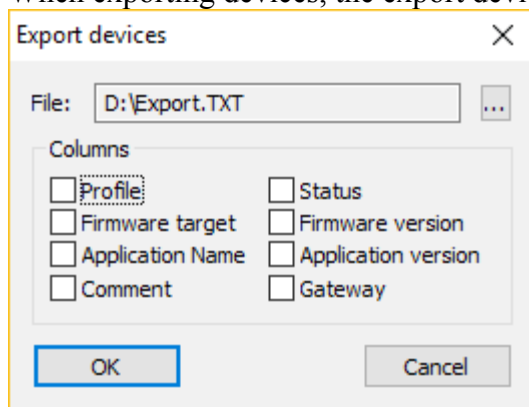 Export devices
File: D:\Export.TXT ...
Columns
Profile Status
Firmware target Firmware version
Application Name Application version
Comment Gateway
OK Cancel